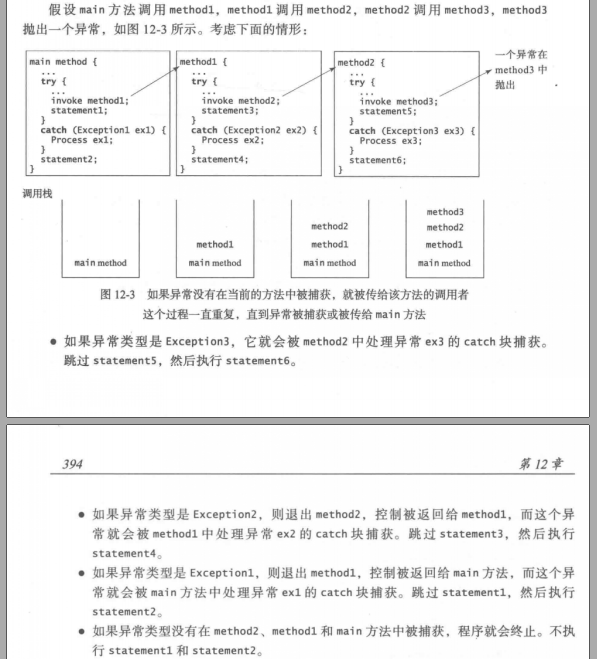 假设 main 方法调用 method1，method1 调用 method2，method2 调用 method3，method3
抛出一个异常，如图 12-3 所示。考虑下面的情形：
main method {
...
try {
...
invoke method1;
statement1;
}
catch (Exception1 ex1) {
Process ex1;
}
statement2;
}
method1 {
...
try {
...
invoke method2;
statement3;
}
catch (Exception2 ex2) {
Process ex2;
}
statement4;
}
method2 {
...
try {
...
invoke method3;
statement5;
}
catch (Exception3 ex3) {
Process ex3;
}
statement6;
}
一个异常在
method3 中
抛出
调用栈
main method
method1
main method
method2
method1
main method
method3
method2
method1
main method
图 12-3 如果异常没有在当前的方法中被捕获，就被传给该方法的调用者
这个过程一直重复，直到异常被捕获或被传给 main 方法
● 如果异常类型是 Exception3，它就会被 method2 中处理异常 ex3 的 catch 块捕获。
跳过 statement5，然后执行 statement6。
394
第 12 章
● 如果异常类型是 Exception2，则退出 method2，控制被返回给 method1，而这个异
常就会被 method1 中处理异常 ex2 的 catch 块捕获。跳过 statement3，然后执行
statement4。
● 如果异常类型是 Exception1，则退出 method1，控制被返回给 main 方法，而这个异
常就会被 main 方法中处理异常 ex1 的 catch 块捕获。跳过 statement1，然后执行
statement2。
● 如果异常类型没有在 method2、method1 和 main 方法中被捕获，程序就会终止。不执
行 statement1 和 statement2。